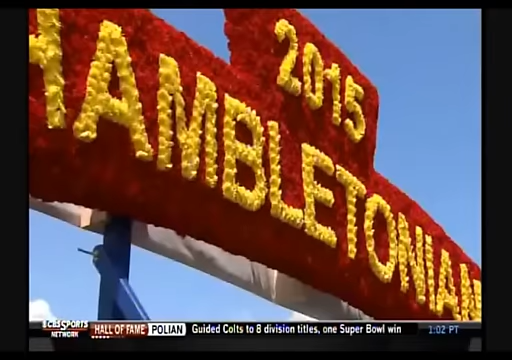 2015
HAMBLETONIAN
CBS SPORTS
NETWORK
HALL OF FAME POLIAN Guided Colts to 8 division titles, one Super Bowl win 1:02 PT